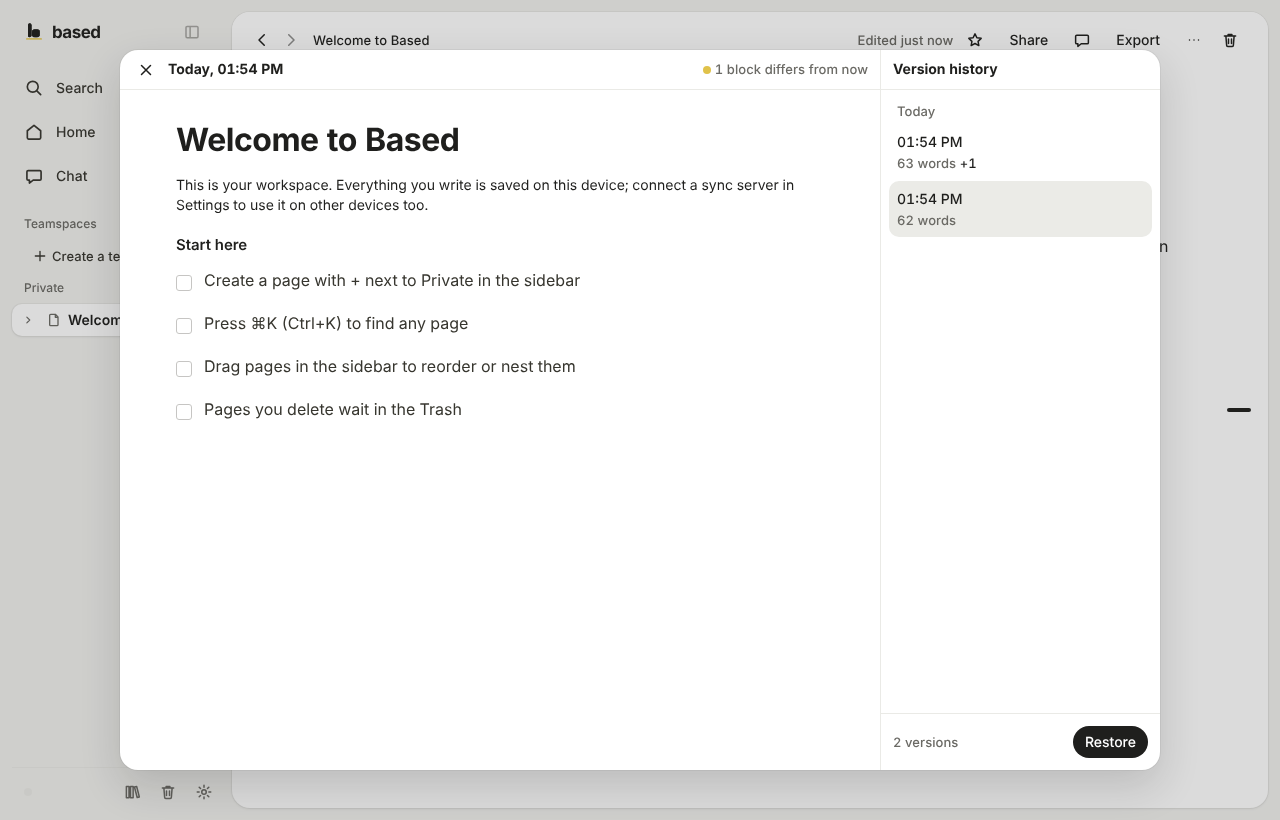 based
Search
Home
Chat
Teamspaces
Create a te
Private
Welcom
Welcome to Based
Edited just now
Share
Export
Today, 01:54 PM
1 block differs from now
Welcome to Based
This is your workspace. Everything you write is saved on this device; connect a sync server in
Settings to use it on other devices too.
Start here
Create a page with + next to Private in the sidebar
Press ⌘K (Ctrl+K) to find any page
Drag pages in the sidebar to reorder or nest them
Pages you delete wait in the Trash
Version history
Today
01:54 PM
63 words +1
01:54 PM
62 words
2 versions
Restore
n